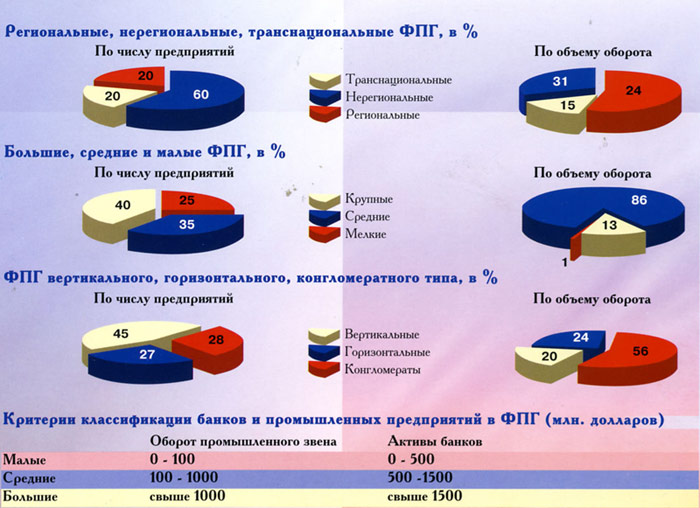 Региональные, нерегиональные, транснациональные ФПГ, в %
По числу предприятий
По объему оборота
20
60
20
Транснациональные
Нерегиональные
Региональные
31
24
15
Большие, средние и малые ФПГ, в %
По числу предприятий
По объему оборота
40
25
35
Крупные
Средние
Мелкие
86
13
1
ФПГ вертикального, горизонтального, конгломератного типа, в %
По числу предприятий
По объему оборота
45
28
27
Вертикальные
Горизонтальные
Конгломераты
24
56
20
Критерии классификации банков и промышленных предприятий в ФПГ (млн. долларов)
Оборот промышленного звена Активы банков
Малые 0 - 100 0 - 500
Средние 100 - 1000 500 -1500
Большие свыше 1000 свыше 1500